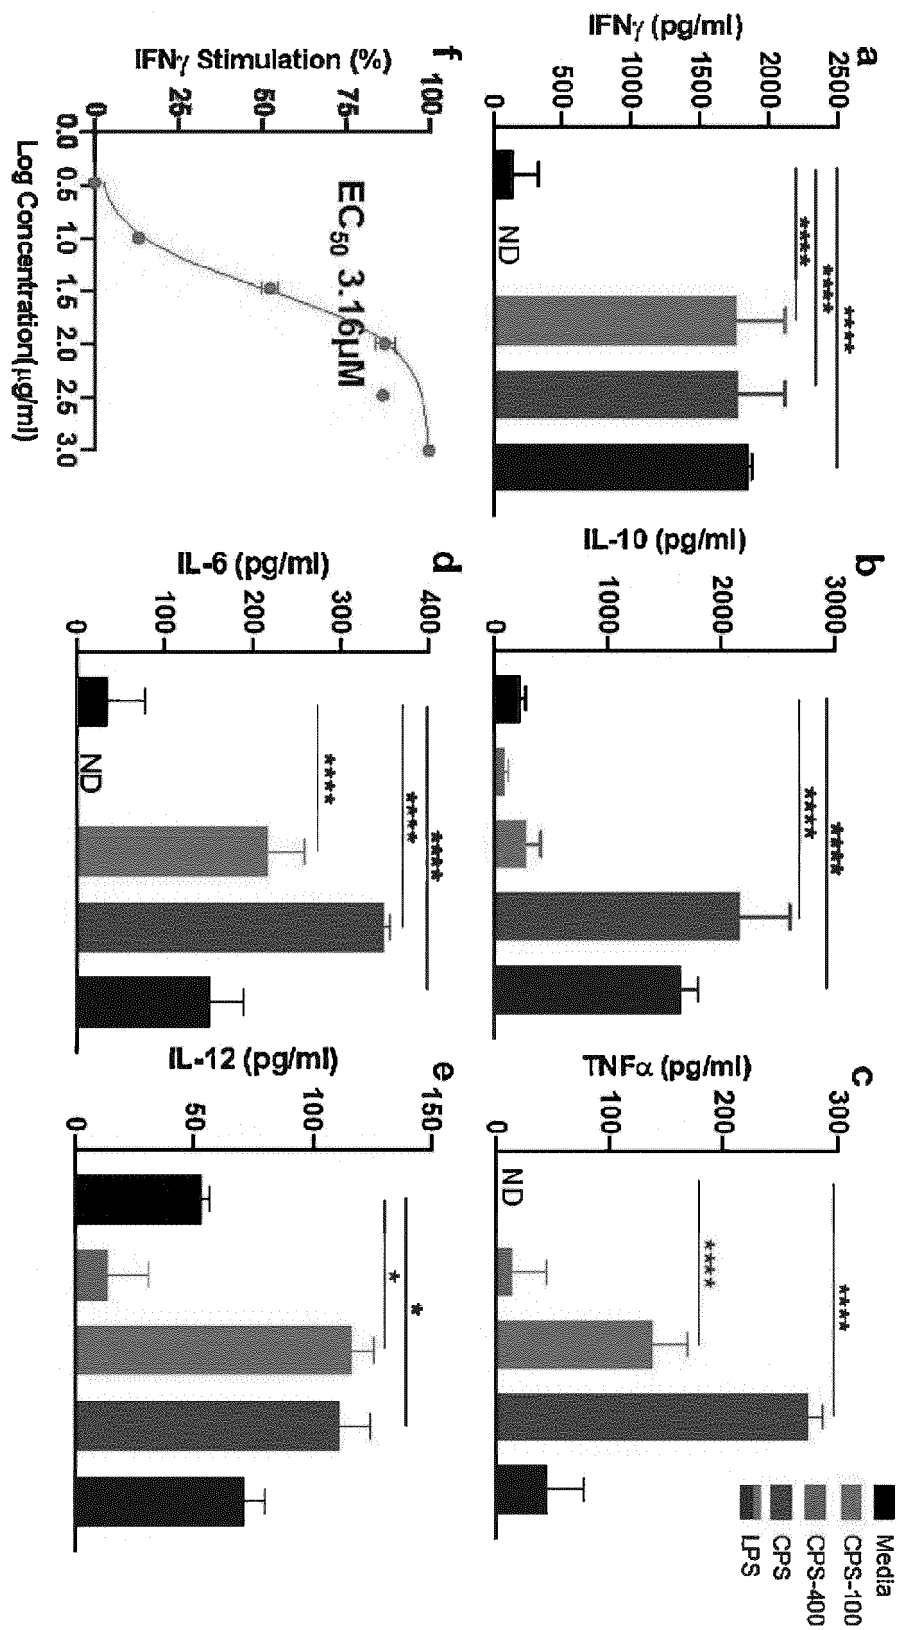 a
IFNγ (pg/ml)
2500
2000
1500
1000
500
0
ND
****
****
****
b
IL-10 (pg/ml)
3000
2000
1000
0
****
****
c
TNFα (pg/ml)
3000
2000
1000
0
ND
****
****
Media
CPS-100
CPS-400
CPS
LPS
f
IFNγ Stimulation (%)
100
75
50
25
0
0.0 0.5 1.0 1.5 2.0 2.5 3.0
Log Concentration(µg/ml)
EC₅₀ 3.16µM
d
IL-6 (pg/ml)
400
300
200
100
0
ND
****
****
****
e
IL-12 (pg/ml)
150
100
50
0
*
*